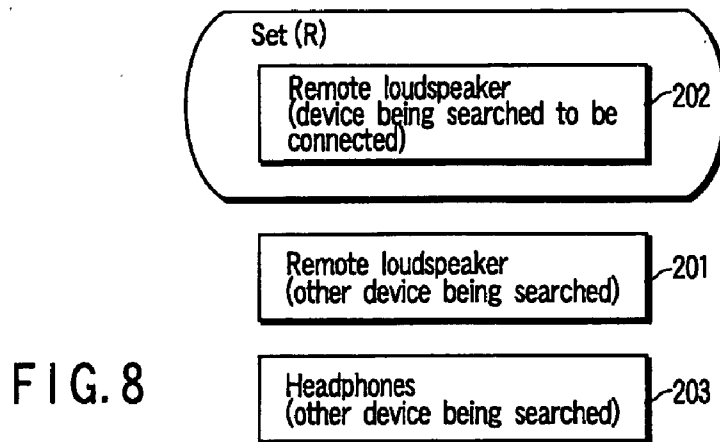 Set (R)
Remote loudspeaker
(device being searched to be
connected)
202
Remote loudspeaker
(other device being searched)
201
Headphones
(other device being searched)
203
FIG. 8